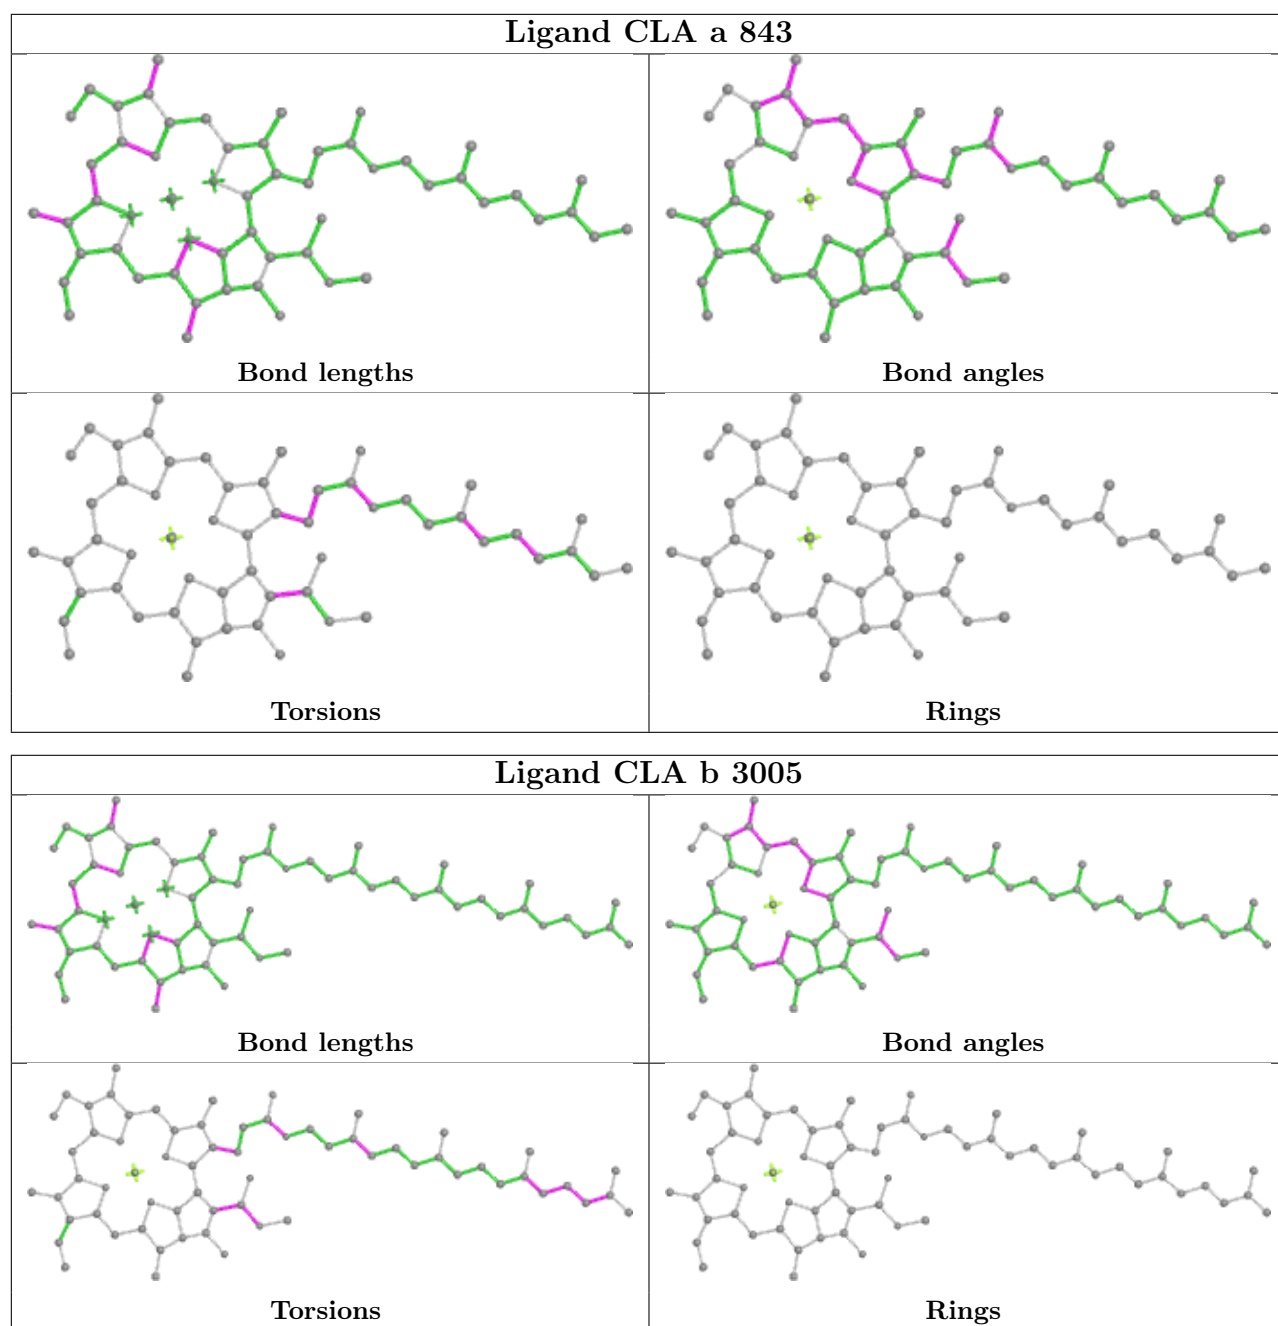 Ligand CLA a 843
Bond lengths
Bond angles
Torsions
Rings
Ligand CLA b 3005
Bond lengths
Bond angles
Torsions
Rings